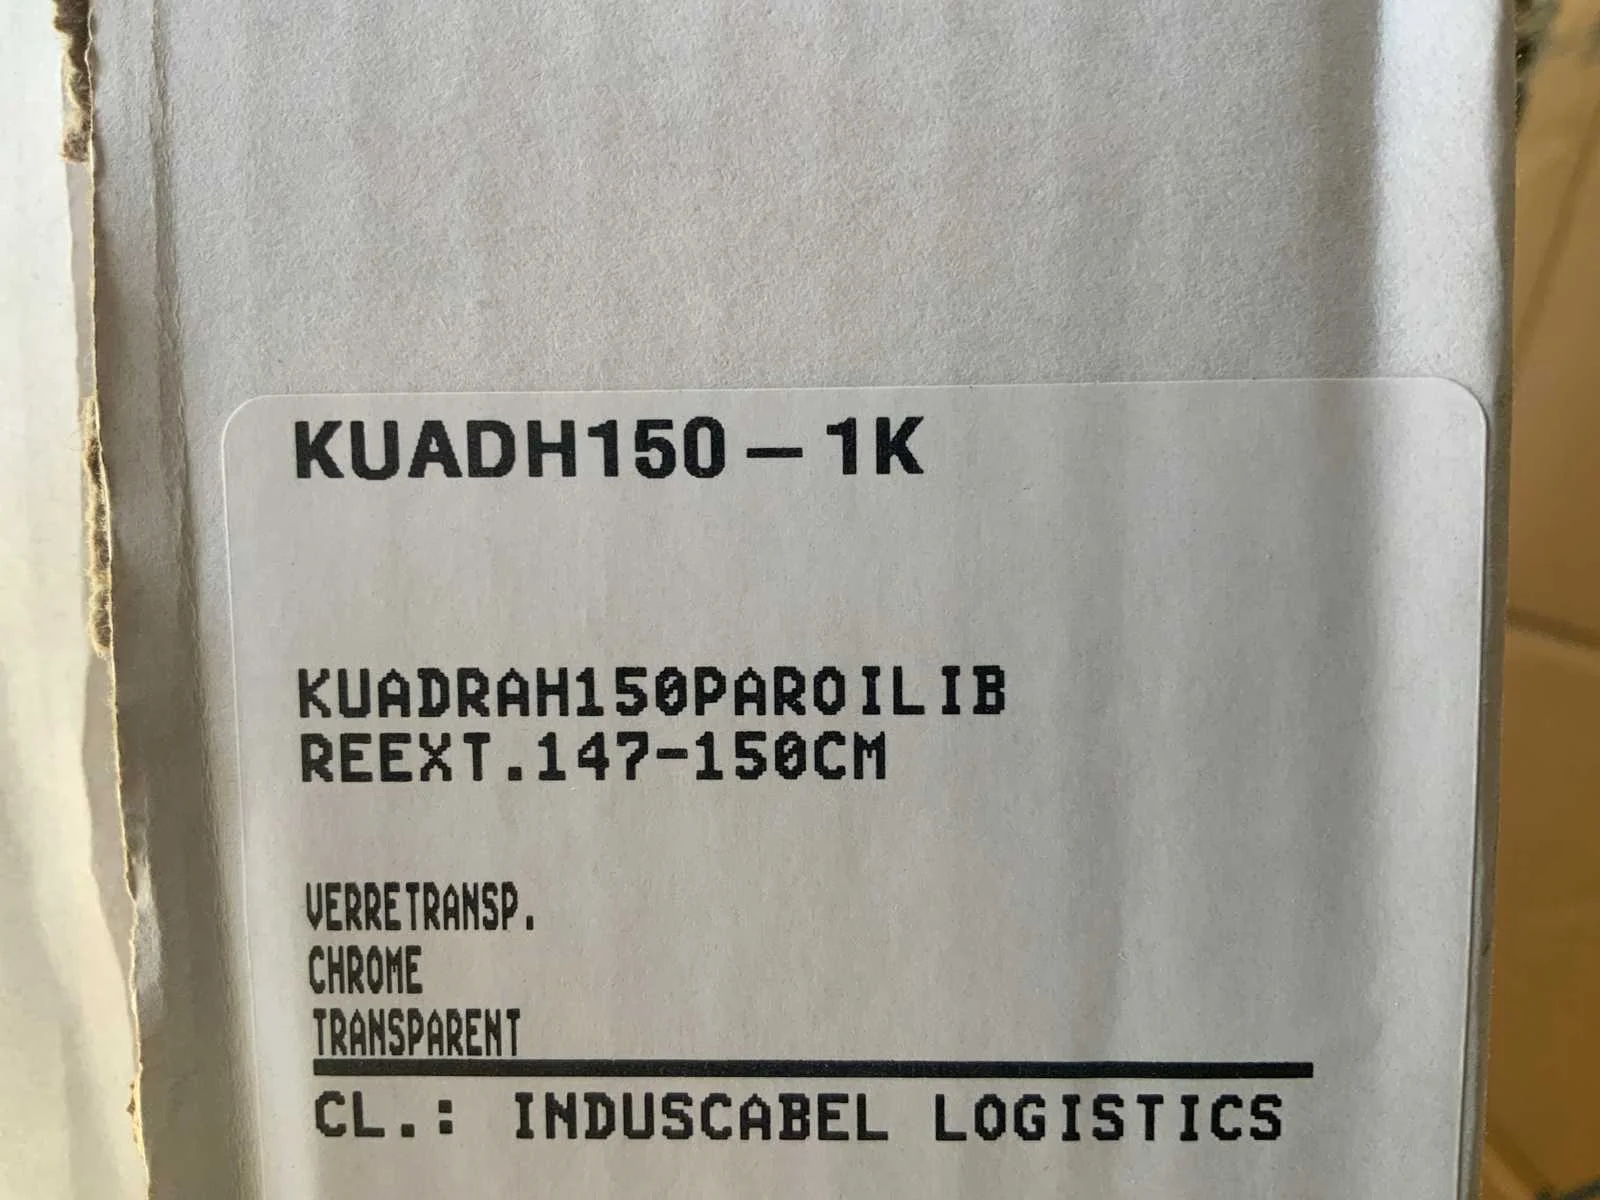 KUADH150-1K
KUADRAH150PAROILIB
REEXT.147-150CM
VERRETRANSP.
CHROME
TRANSPARENT
CL.: INDUSCABEL LOGISTICS